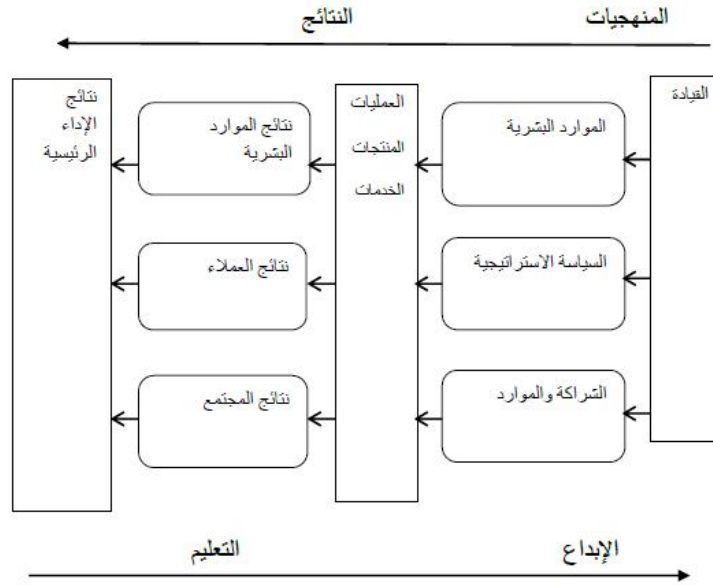 المنهجيات النتائج
القيادة
الموارد البشرية
السياسة الاستراتيجية
الشراكة والموارد
العمليات
المنتجات
الخدمات
نتائج الموارد
البشرية
نتائج العملاء
نتائج المجتمع
نتائج
الإداء
الرئيسية
الإبداع التعليم